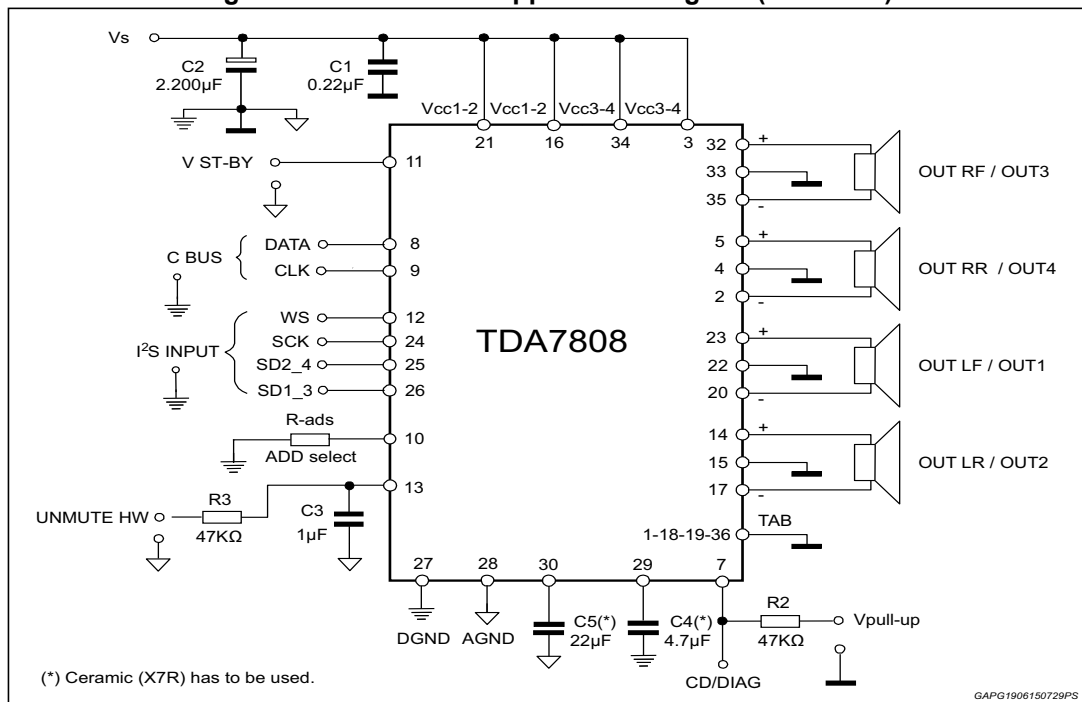 Vs
C2
2.200µF
C1
0.22µF
Vcc1-2 Vcc1-2 Vcc3-4 Vcc3-4
21 16 34 3
V ST-BY 11
C BUS
DATA 8
CLK 9
I²S INPUT
WS 12
SCK 24
SD2_4 25
SD1_3 26
R-ads
ADD select
10
13
UNMUTE HW
R3
47KΩ
C3
1µF
TDA7808
32 +
33
35 -
OUT RF / OUT3
5 +
4
2 -
OUT RR / OUT4
23 +
22
20 -
OUT LF / OUT1
14 +
15
17 -
OUT LR / OUT2
1-18-19-36 TAB
27 28 30 29 7
DGND AGND
C5(*)
22µF
C4(*)
4.7µF
R2
47KΩ
Vpull-up
CD/DIAG
(*) Ceramic (X7R) has to be used.
GAPG1906150729PS